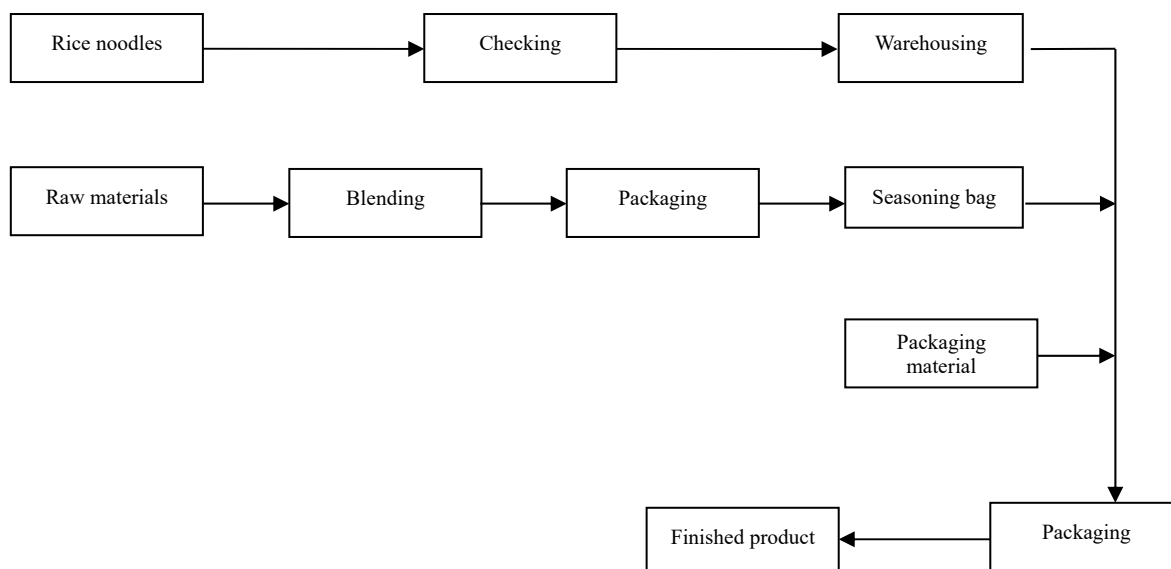 Rice noodles
Checking
Warehousing
Raw materials
Blending
Packaging
Seasoning bag
Packaging
material
Finished product
Packaging